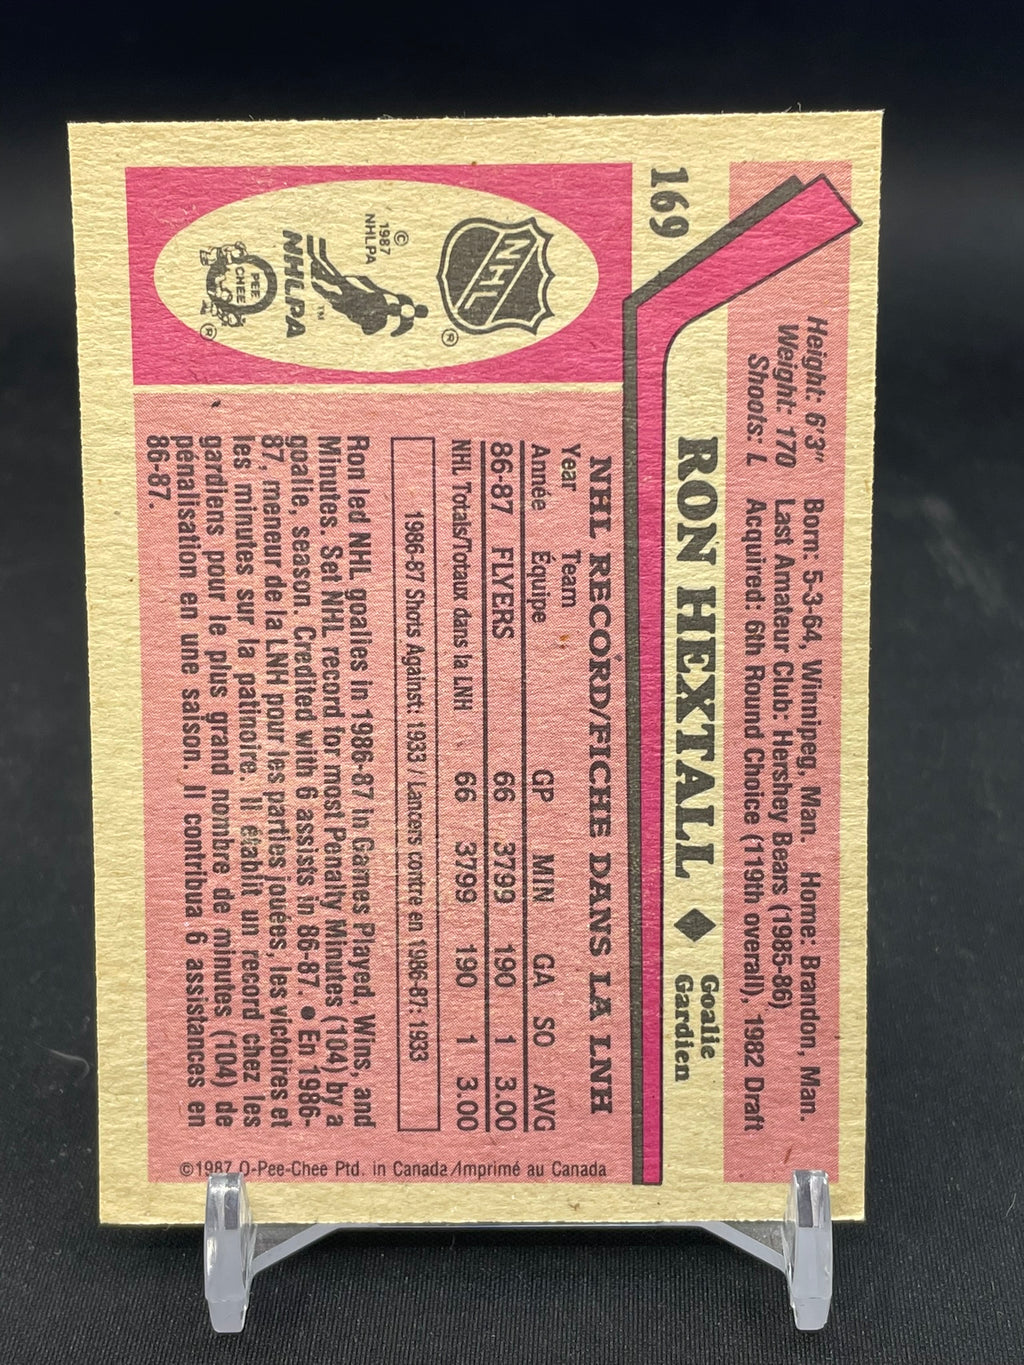 169
Height: 6'3" Born: 5-3-64, Winnipeg, Man. Home: Brandon, Man.
Weight: 170 Last Amateur Club: Hershey Bears (1985-86)
Shoots: L Acquired: 6th Round Choice (119th overall), 1982 Draft
RON HEXTALL ♦ Goalie
Gardien
NHL
®
©
1987
NHLPA
NHLPA
™
O
PEE
CHEE
®
NHL RECORD/FICHE DANS LA LNH
Year Team
Année Équipe GP MIN GA SO AVG
86-87 FLYERS 66 3799 190 1 3.00
NHL Totals/Totaux dans la LNH 66 3799 190 1 3.00
1986-87 Shots Against: 1933 / Lancers contre en 1986-87: 1933
Ron led NHL goalies in 1986-87 in Games Played, Wins, and
Minutes. Set NHL record for most Penalty Minutes (104) by a
goalie, season. Credited with 6 assists in 86-87. ● En 1986-
87, meneur de la LNH pour les parties jouées, les victoires et
les minutes sur la patinoire. Il établit un record chez les
gardiens pour le plus grand nombre de minutes (104) de
pénalisation en une saison. Il contribua 6 assistances en
86-87.
©1987 O-Pee-Chee Ptd. in Canada/Imprimé au Canada